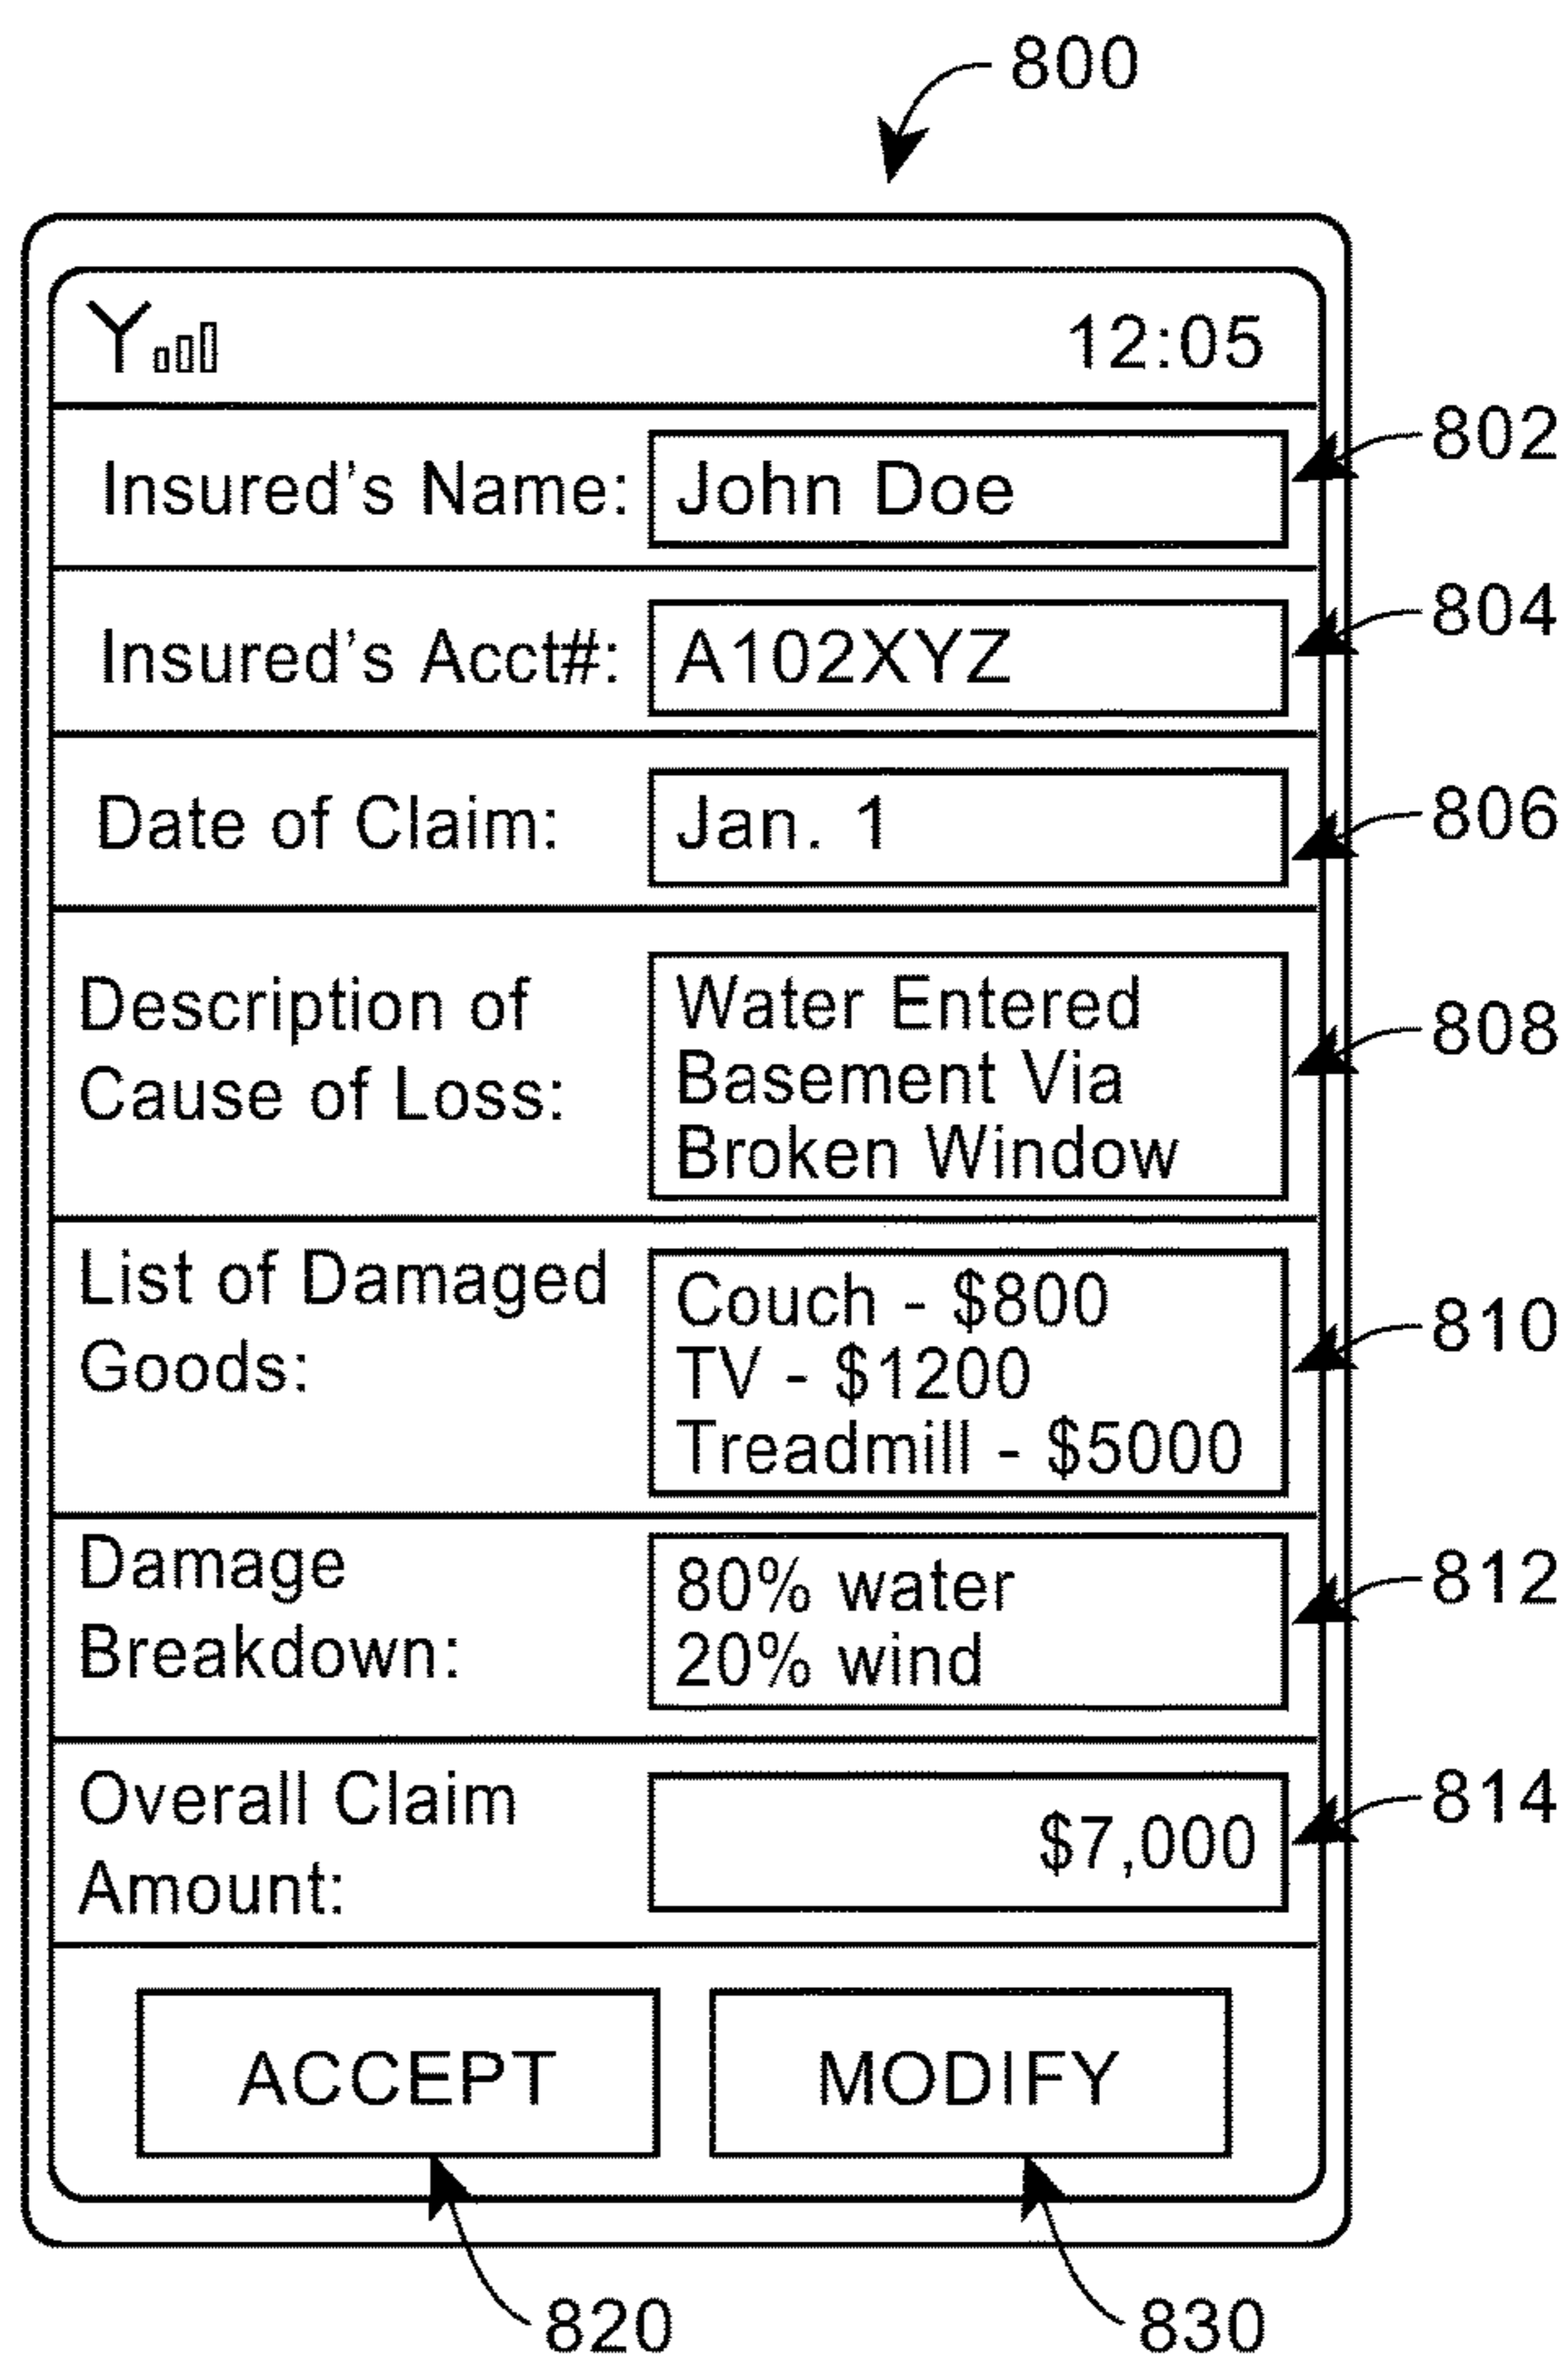 800
12:05
Insured's Name: John Doe
802
Insured's Acct#: A102XYZ
804
Date of Claim: Jan. 1
806
Description of
Cause of Loss:
Water Entered
Basement Via
Broken Window
808
List of Damaged
Goods:
Couch - $800
TV - $1200
Treadmill - $5000
810
Damage
Breakdown:
80% water
20% wind
812
Overall Claim
Amount:
$7,000
814
ACCEPT
MODIFY
820
830